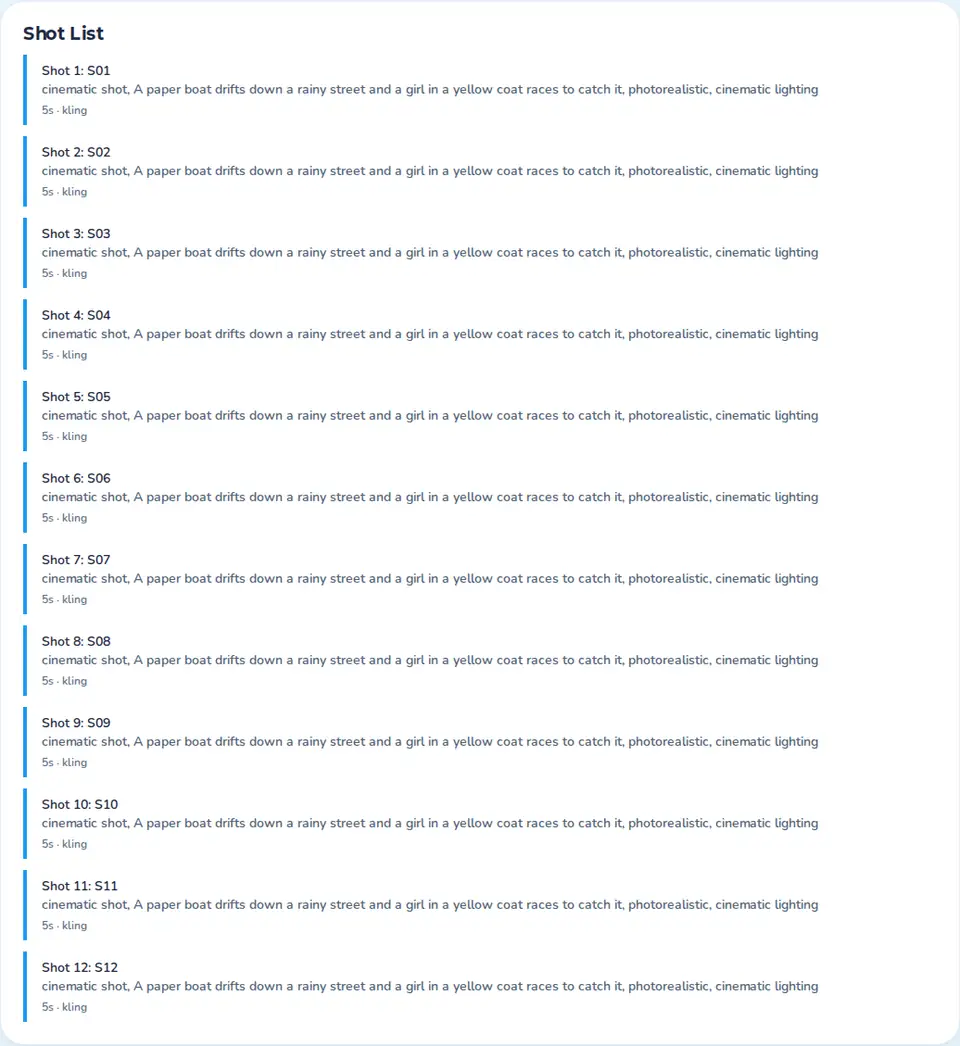 Shot List
Shot 1: S01
cinematic shot, A paper boat drifts down a rainy street and a girl in a yellow coat races to catch it, photorealistic, cinematic lighting
5s · kling
Shot 2: S02
cinematic shot, A paper boat drifts down a rainy street and a girl in a yellow coat races to catch it, photorealistic, cinematic lighting
5s · kling
Shot 3: S03
cinematic shot, A paper boat drifts down a rainy street and a girl in a yellow coat races to catch it, photorealistic, cinematic lighting
5s · kling
Shot 4: S04
cinematic shot, A paper boat drifts down a rainy street and a girl in a yellow coat races to catch it, photorealistic, cinematic lighting
5s · kling
Shot 5: S05
cinematic shot, A paper boat drifts down a rainy street and a girl in a yellow coat races to catch it, photorealistic, cinematic lighting
5s · kling
Shot 6: S06
cinematic shot, A paper boat drifts down a rainy street and a girl in a yellow coat races to catch it, photorealistic, cinematic lighting
5s · kling
Shot 7: S07
cinematic shot, A paper boat drifts down a rainy street and a girl in a yellow coat races to catch it, photorealistic, cinematic lighting
5s · kling
Shot 8: S08
cinematic shot, A paper boat drifts down a rainy street and a girl in a yellow coat races to catch it, photorealistic, cinematic lighting
5s · kling
Shot 9: S09
cinematic shot, A paper boat drifts down a rainy street and a girl in a yellow coat races to catch it, photorealistic, cinematic lighting
5s · kling
Shot 10: S10
cinematic shot, A paper boat drifts down a rainy street and a girl in a yellow coat races to catch it, photorealistic, cinematic lighting
5s · kling
Shot 11: S11
cinematic shot, A paper boat drifts down a rainy street and a girl in a yellow coat races to catch it, photorealistic, cinematic lighting
5s · kling
Shot 12: S12
cinematic shot, A paper boat drifts down a rainy street and a girl in a yellow coat races to catch it, photorealistic, cinematic lighting
5s · kling